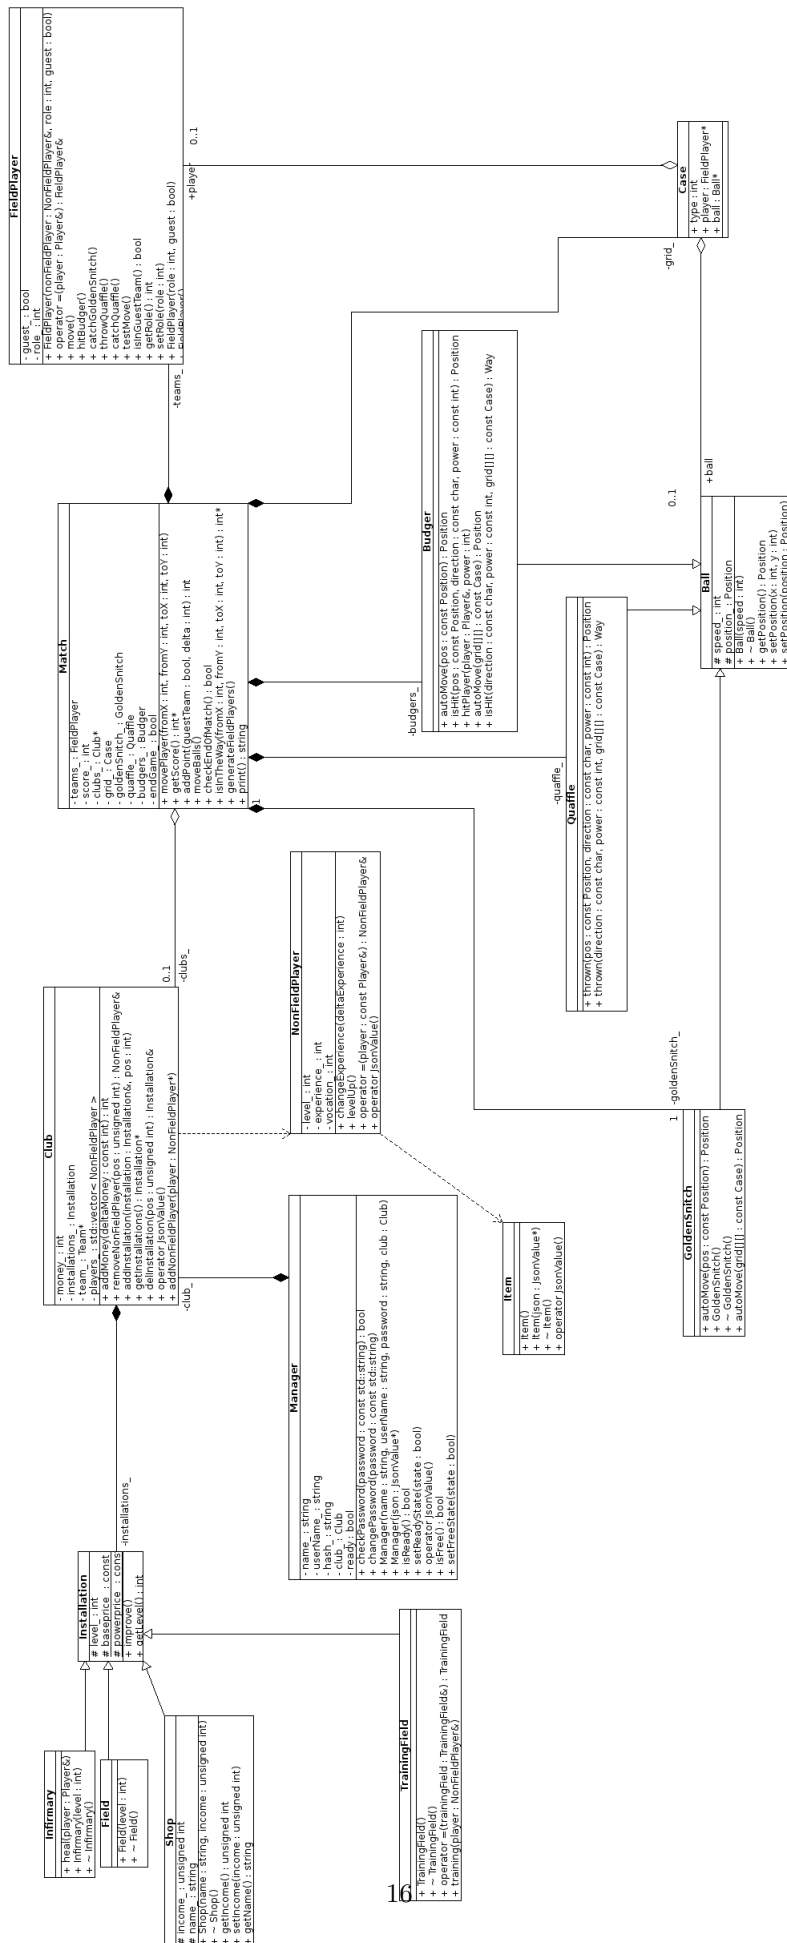 FieldPlayer
- guest_ : bool
- role_ : int
+ FieldPlayer(nonFieldPlayer : NonFieldPlayer&, role : int, guest : bool)
+ operator =(player : Player&) : FieldPlayer&
+ move()
+ hitBudger()
+ catchGoldenSnitch()
+ throwQuaffle()
+ catchQuaffle()
+ testMove()
+ isInGuestTeam() : bool
+ getRole() : int
+ setRole(role : int)
+ FieldPlayer(role : int, guest : bool)
0..1
+player
-teams_
Case
+ type : int
+ player : FieldPlayer*
+ ball : Ball*
-grid_
+ball
0..1
Match
- teams_ : FieldPlayer
- score_ : int
- clubs_ : Club*
- grid_ : Case
- goldenSnitch_ : GoldenSnitch
- quaffle_ : Quaffle
- budgers_ : Budger
- endGame_ : bool
+ movePlayer(fromX : int, fromY : int, toX : int, toY : int)
+ getScore() : int*
+ addPoint(guestTeam : bool, delta : int) : int
+ moveBalls()
+ checkEndOfMatch() : bool
+ isInTheWay(fromX : int, fromY : int, toX : int, toY : int) : int*
+ generateFieldPlayers()
+ print() : string
1
Budger
+ autoMove(pos : const Position) : Position
+ isHit(pos : const Position, direction : const char, power : const int) : Position
+ hitPlayer(player : Player&, power : int)
+ autoMove(grid[][] : const Case) : Position
+ isHit(direction : const char, power : const int, grid[][] : const Case) : Way
-budgers_
Ball
# speed_ : int
# position_ : Position
+ Ball(speed : int)
+ ~ Ball()
+ getPosition() : Position
+ setPosition(x : int, y : int)
+ setPosition(position : Position)
Quaffle
+ thrown(pos : const Position, direction : const char, power : const int) : Position
+ thrown(direction : const char, power : const int, grid[][] : const Case) : Way
-quaffle_
Club
- money_ : int
- installations_ : Installation
- team_ : Team*
- players_ : std::vector< NonFieldPlayer >
+ addMoney(deltaMoney : const int) : int
+ removeNonFieldPlayer(pos : unsigned int) : NonFieldPlayer&
+ addInstallation(installation : Installation&, pos : int)
+ getInstallations() : Installation*
+ delInstallation(pos : unsigned int) : Installation&
+ operator JsonValue()
+ addNonFieldPlayer(player : NonFieldPlayer*)
0..1
-clubs_
-club_
NonFieldPlayer
- level_ : int
- experience_ : int
- vocation_ : int
+ changeExperience(deltaExperience : int)
+ levelUp()
+ operator =(player : const Player&) : NonFieldPlayer&
+ operator JsonValue()
GoldenSnitch
+ autoMove(pos : const Position) : Position
+ GoldenSnitch()
+ ~ GoldenSnitch()
+ autoMove(grid[][] : const Case) : Position
-goldenSnitch_
1
Item
+ Item()
+ Item(json : JsonValue*)
+ ~ Item()
+ operator JsonValue()
Manager
- name_ : string
- userName_ : string
- hash_ : string
- club_ : Club
- ready : bool
+ checkPassword(password : const std::string) : bool
+ changePassword(password : const std::string)
+ Manager(name : string, userName : string, password : string, club : Club)
+ Manager(json : JsonValue*)
+ isReady() : bool
+ setReadyState(state : bool)
+ operator JsonValue()
+ isFree() : bool
+ setFreeState(state : bool)
Installation
# level_ : int
# baseprice_ : const
# powerprice_ : cons
+ improve()
+ getLevel() : int
-installations_
Infirmary
+ heal(player : Player&)
+ Infirmary(level : int)
+ ~ Infirmary()
Field
+ Field(level : int)
+ ~ Field()
Shop
# income_ : unsigned int
# name_ : string
+ Shop(name : string, income : unsigned int)
+ ~ Shop()
+ getIncome() : unsigned int
+ setIncome(income : unsigned int)
+ getName() : string
TrainingField
+ TrainingField()
+ ~ TrainingField()
+ operator =(trainingField : TrainingField&) : TrainingField
+ training(player : NonFieldPlayer&)
16